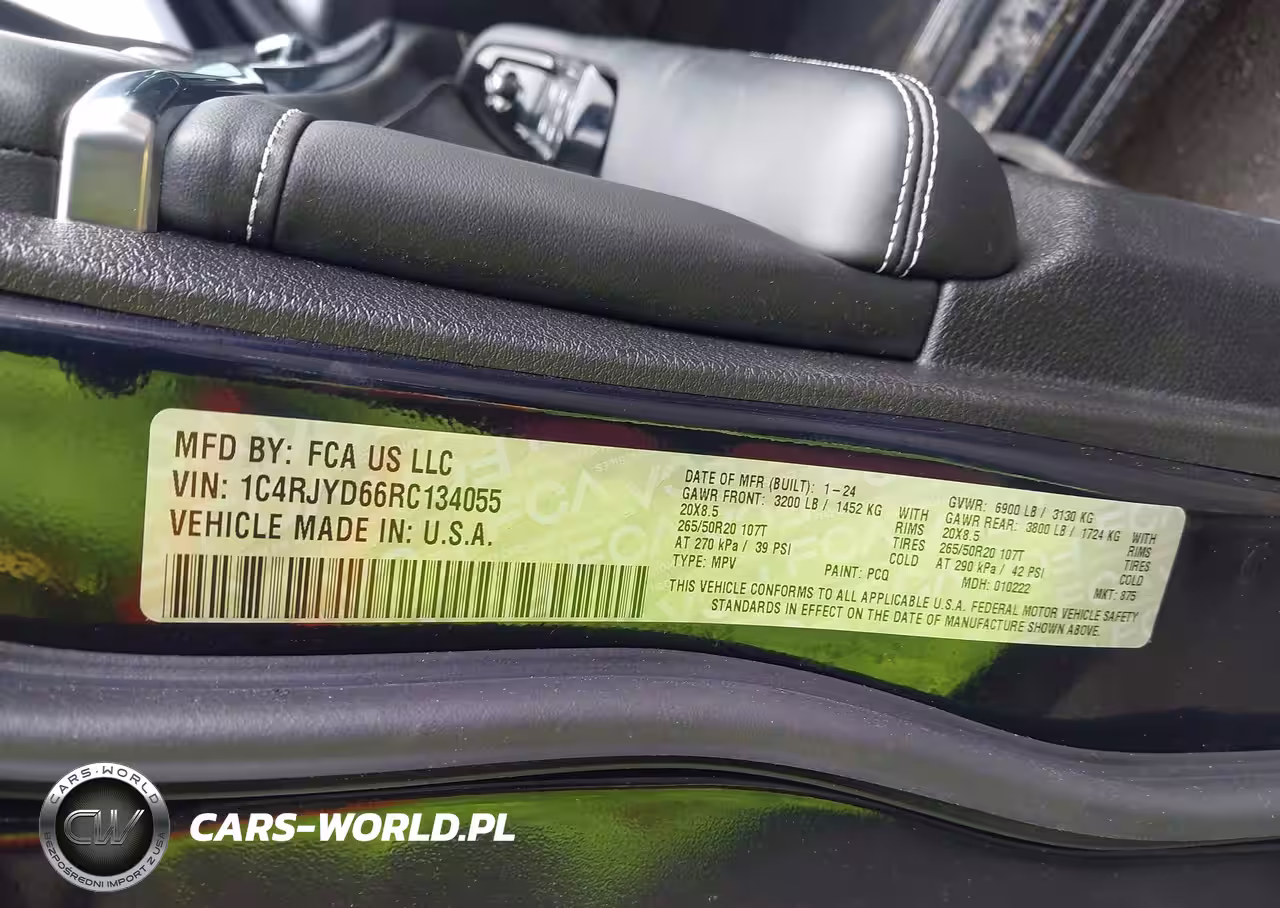 MFD BY: FCA US LLC
VIN: 1C4RJYD66RC134055
VEHICLE MADE IN: U.S.A.
DATE OF MFR (BUILT): 1-24
GAWR FRONT: 3200 LB / 1452 KG WITH
20X8.5 RIMS
265/50R20 107T TIRES
AT 270 kPa / 39 PSI COLD
TYPE: MPV PAINT: PCQ
GVWR: 6900 LB / 3130 KG
GAWR REAR: 3800 LB / 1724 KG WITH
20X8.5 RIMS
265/50R20 107T TIRES
AT 290 kPa / 42 PSI COLD
MDH: 010222 MKT: 875
THIS VEHICLE CONFORMS TO ALL APPLICABLE U.S.A. FEDERAL MOTOR VEHICLE SAFETY
STANDARDS IN EFFECT ON THE DATE OF MANUFACTURE SHOWN ABOVE.
CARS-WORLD
CW
BEZPOŚREDNI IMPORT Z USA
CARS-WORLD.PL